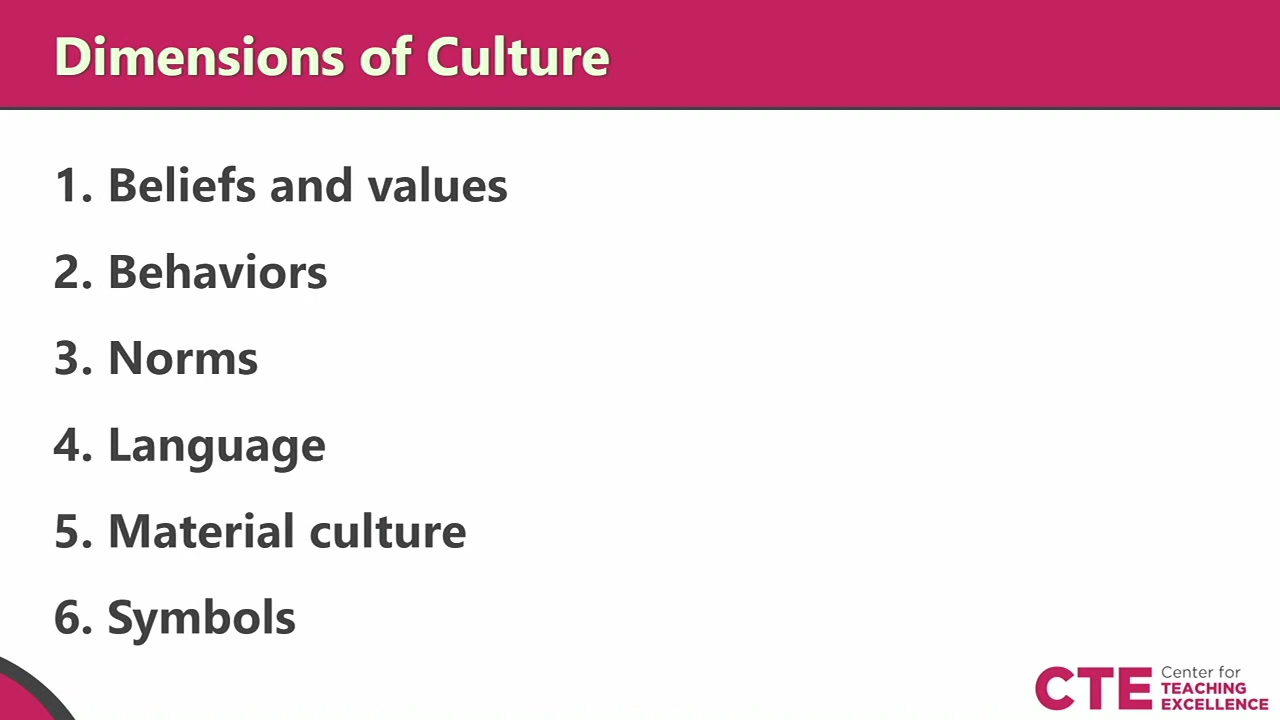 Dimensions of Culture
1. Beliefs and values
2. Behaviors
3. Norms
4. Language
5. Material culture
6. Symbols
CTE
Center for
TEACHING
EXCELLENCE